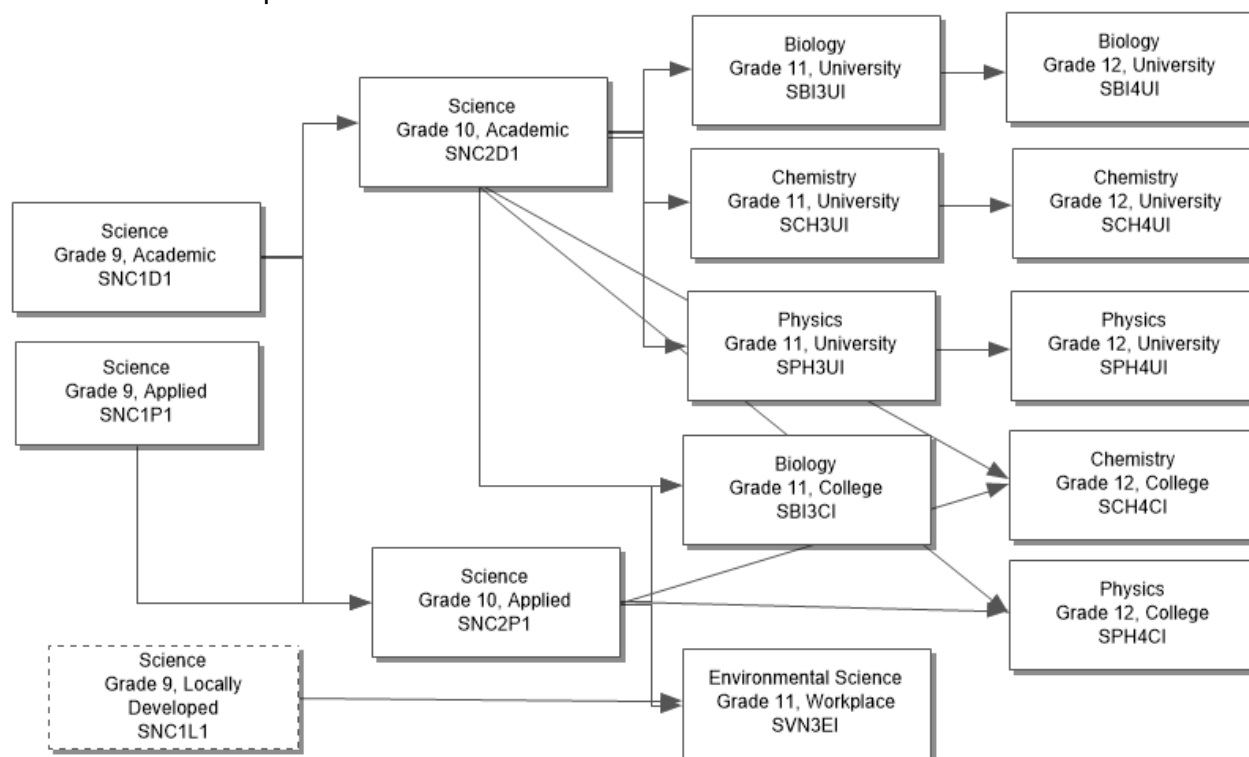 Science
Grade 9, Academic
SNC1D1
Science
Grade 9, Applied
SNC1P1
Science
Grade 9, Locally
Developed
SNC1L1
Science
Grade 10, Academic
SNC2D1
Science
Grade 10, Applied
SNC2P1
Biology
Grade 11, University
SBI3UI
Chemistry
Grade 11, University
SCH3UI
Physics
Grade 11, University
SPH3UI
Biology
Grade 11, College
SBI3CI
Environmental Science
Grade 11, Workplace
SVN3EI
Biology
Grade 12, University
SBI4UI
Chemistry
Grade 12, University
SCH4UI
Physics
Grade 12, University
SPH4UI
Chemistry
Grade 12, College
SCH4CI
Physics
Grade 12, College
SPH4CI